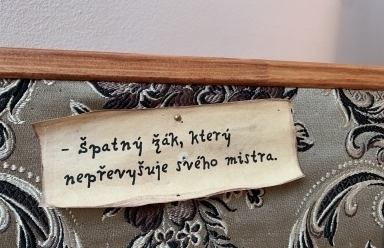 - Špatný žák, který
nepřevyšuje svého mistra.